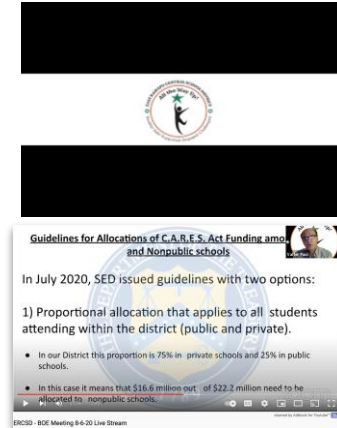 All the Way Up!
Guidelines for Allocations of C.A.R.E.S. Act Funding amo
and Nonpublic schools
In July 2020, SED issued guidelines with two options:
1) Proportional allocation that applies to all students
attending within the district (public and private).
● In our District this proportion is 75% in private schools and 25% in public
schools.
● In this case it means that $16.6 million out of $22.2 million need to be
allocated to nonpublic schools.
ERCSD - BOE Meeting 8-6-20 Live Stream